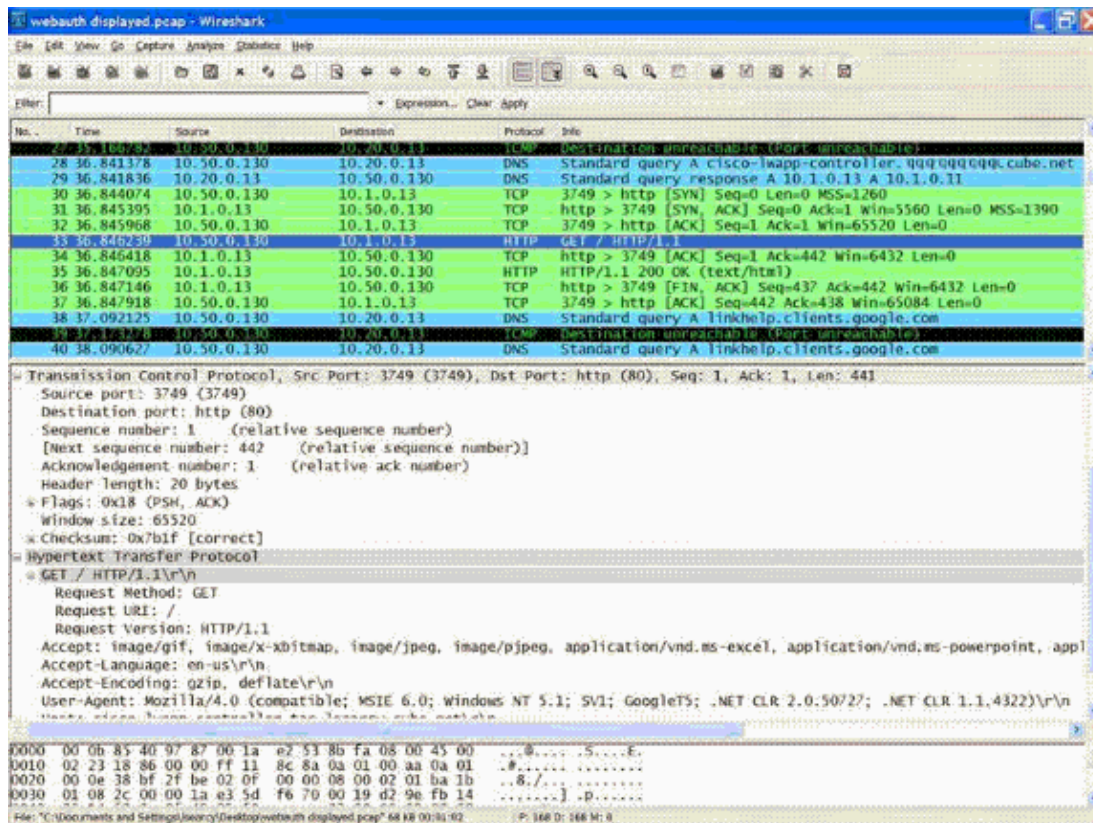 webauth displayed.pcap - Wireshark
File Edit View Go Capture Analyze Statistics Help
Filter: Expression... Clear Apply
No. . Time Source Destination Protocol Info
27 35.166782 10.50.0.130 10.20.0.13 ICMP Destination unreachable (Port unreachable)
28 36.841378 10.50.0.130 10.20.0.13 DNS Standard query A cisco-lwapp-controller. cube.net
29 36.841836 10.20.0.13 10.50.0.130 DNS Standard query response A 10.1.0.13 A 10.1.0.11
30 36.844074 10.50.0.130 10.1.0.13 TCP 3749 > http [SYN] Seq=0 Len=0 MSS=1260
31 36.845395 10.1.0.13 10.50.0.130 TCP http > 3749 [SYN, ACK] Seq=0 Ack=1 Win=5560 Len=0 MSS=1390
32 36.845968 10.50.0.130 10.1.0.13 TCP 3749 > http [ACK] Seq=1 Ack=1 Win=65520 Len=0
33 36.846239 10.50.0.130 10.1.0.13 HTTP GET / HTTP/1.1
34 36.846418 10.1.0.13 10.50.0.130 TCP http > 3749 [ACK] Seq=1 Ack=442 Win=6432 Len=0
35 36.847095 10.1.0.13 10.50.0.130 HTTP HTTP/1.1 200 OK (text/html)
36 36.847146 10.1.0.13 10.50.0.130 TCP http > 3749 [FIN, ACK] Seq=437 Ack=442 Win=6432 Len=0
37 36.847918 10.50.0.130 10.1.0.13 TCP 3749 > http [ACK] Seq=442 Ack=438 Win=65084 Len=0
38 37.092125 10.50.0.130 10.20.0.13 DNS Standard query A linkhelp.clients.google.com
39 37.173278 10.50.0.130 10.20.0.13 ICMP Destination unreachable (Port unreachable)
40 38.090627 10.50.0.130 10.20.0.13 DNS Standard query A linkhelp.clients.google.com
Transmission Control Protocol, Src Port: 3749 (3749), Dst Port: http (80), Seq: 1, Ack: 1, Len: 441
Source port: 3749 (3749)
Destination port: http (80)
Sequence number: 1 (relative sequence number)
[Next sequence number: 442 (relative sequence number)]
Acknowledgement number: 1 (relative ack number)
Header length: 20 bytes
Flags: 0x18 (PSH, ACK)
Window size: 65520
Checksum: 0x7b1f [correct]
Hypertext Transfer Protocol
GET / HTTP/1.1\r\n
Request Method: GET
Request URI: /
Request Version: HTTP/1.1
Accept: image/gif, image/x-xbitmap, image/jpeg, image/pjpeg, application/vnd.ms-excel, application/vnd.ms-powerpoint, appl
Accept-Language: en-us\r\n
Accept-Encoding: gzip, deflate\r\n
User-Agent: Mozilla/4.0 (compatible; MSIE 6.0; Windows NT 5.1; SV1; GoogleT5; .NET CLR 2.0.50727; .NET CLR 1.1.4322)\r\n
0000 00 0b 85 40 97 87 00 1a e2 53 8b fa 08 00 45 00 ...@.... .S....E.
0010 02 23 18 86 00 00 ff 11 8c 8a 0a 01 00 aa 0a 01 .#...... ........
0020 00 0e 38 bf 2f be 02 0f 00 00 08 00 02 01 ba 1b ..8./... ........
0030 01 08 2c 00 00 1a e3 5d f6 70 00 19 d2 9e fb 14 ..,....] .p......
File: "C:\Documents and Settings\searcy\Desktop\webauth displayed.pcap" 68 KB 00:01:02 P: 168 D: 168 M: 0